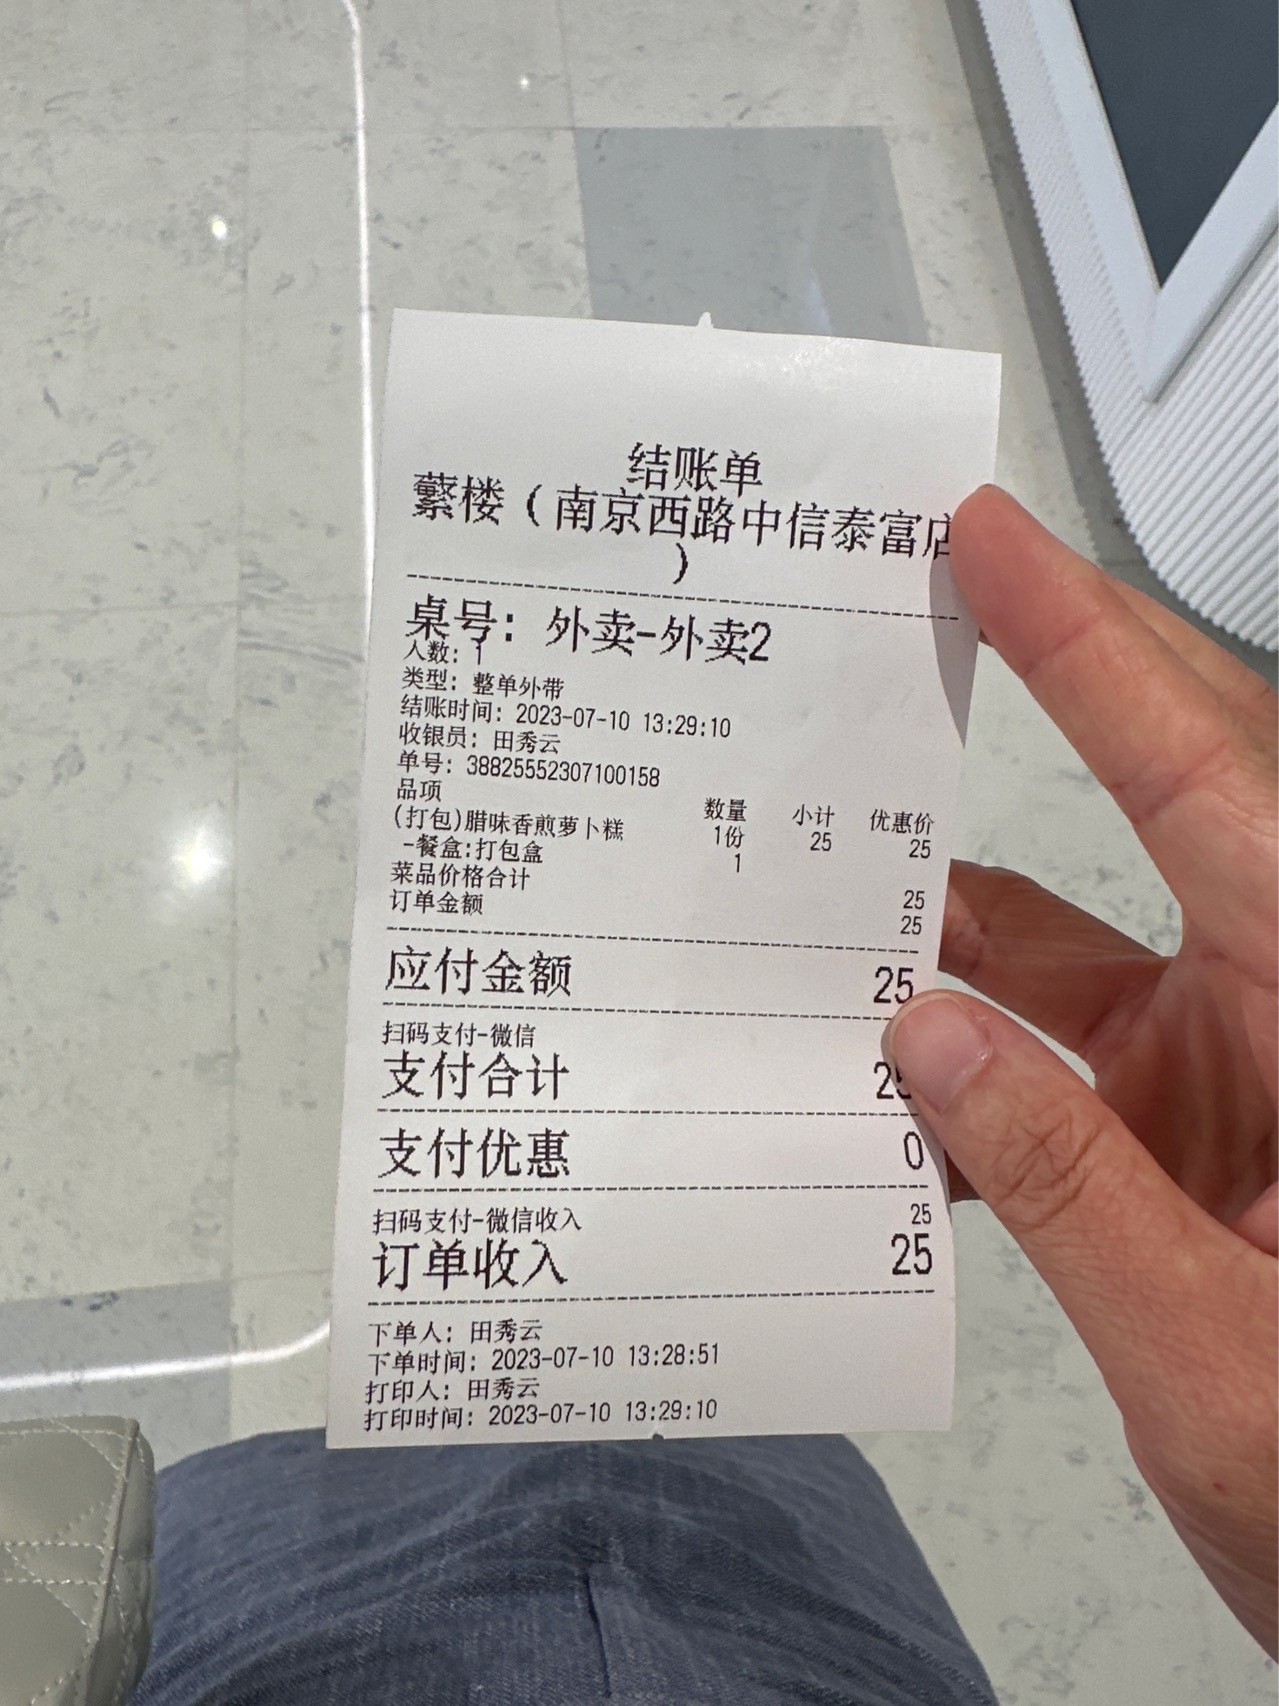 结账单
蘩楼（南京西路中信泰富店
）
桌号：外卖-外卖2
人数：1
类型：整单外带
结账时间：2023-07-10 13:29:10
收银员：田秀云
单号：38825552307100158
品项 数量 小计 优惠价
(打包)腊味香煎萝卜糕 1份 25 25
-餐盒:打包盒 1
菜品价格合计 25
订单金额 25
应付金额 25
扫码支付-微信
支付合计 25
支付优惠 0
扫码支付-微信收入 25
订单收入 25
下单人：田秀云
下单时间：2023-07-10 13:28:51
打印人：田秀云
打印时间：2023-07-10 13:29:10